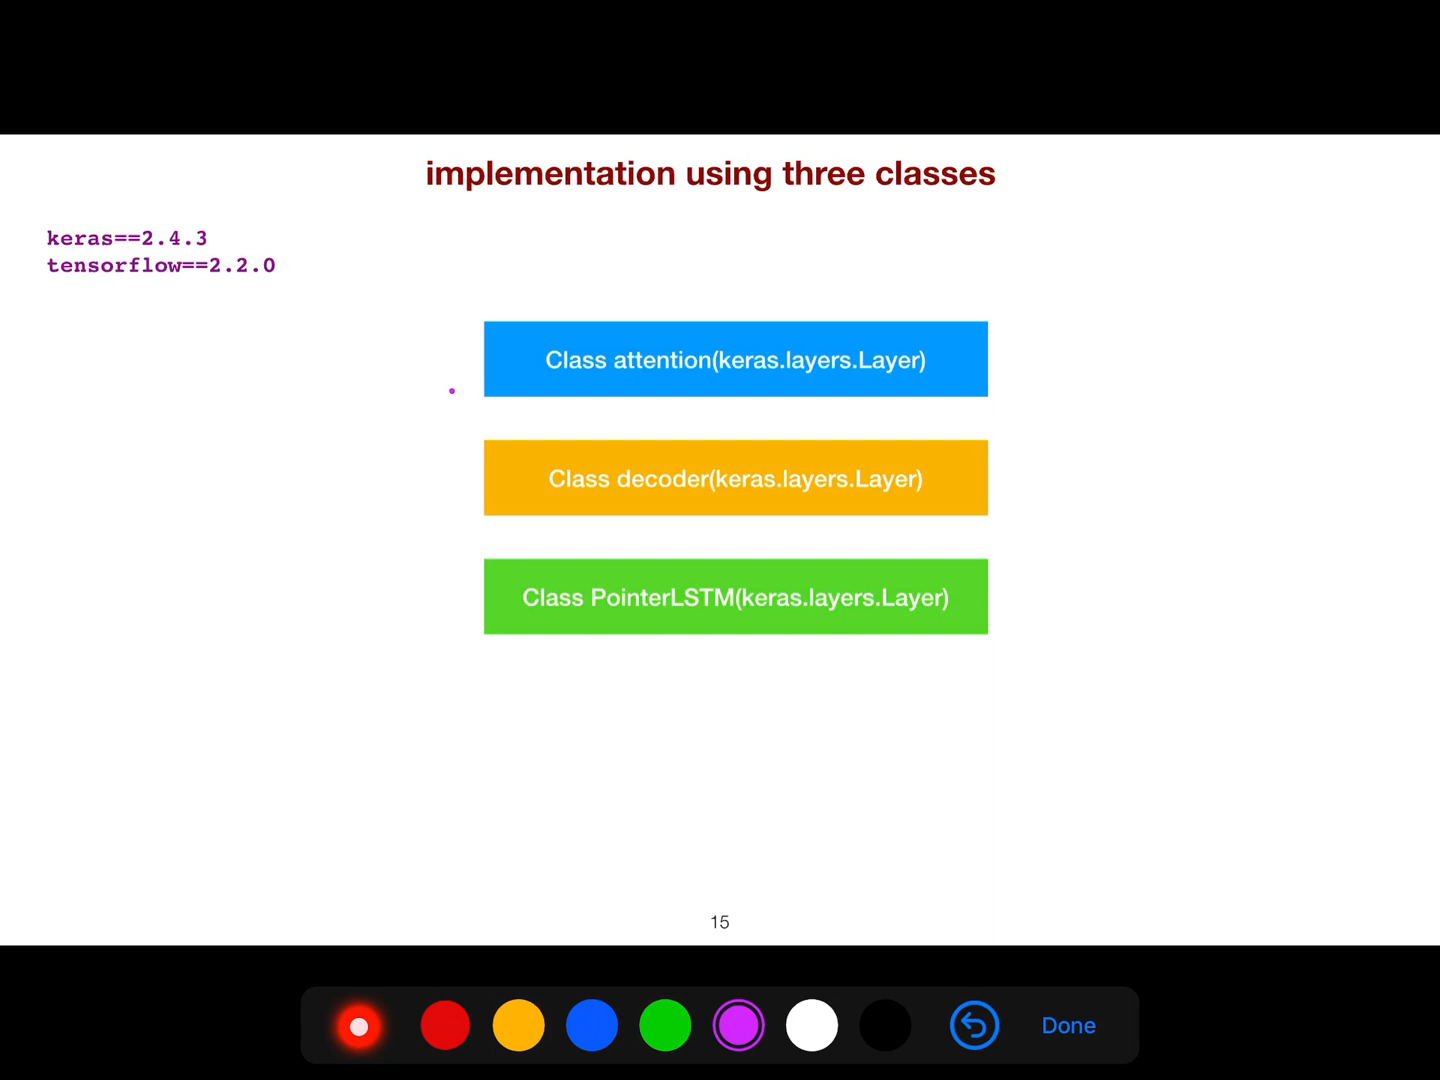 implementation using three classes
keras==2.4.3
tensorflow==2.2.0
Class attention(keras.layers.Layer)
Class decoder(keras.layers.Layer)
Class PointerLSTM(keras.layers.Layer)
15
Done